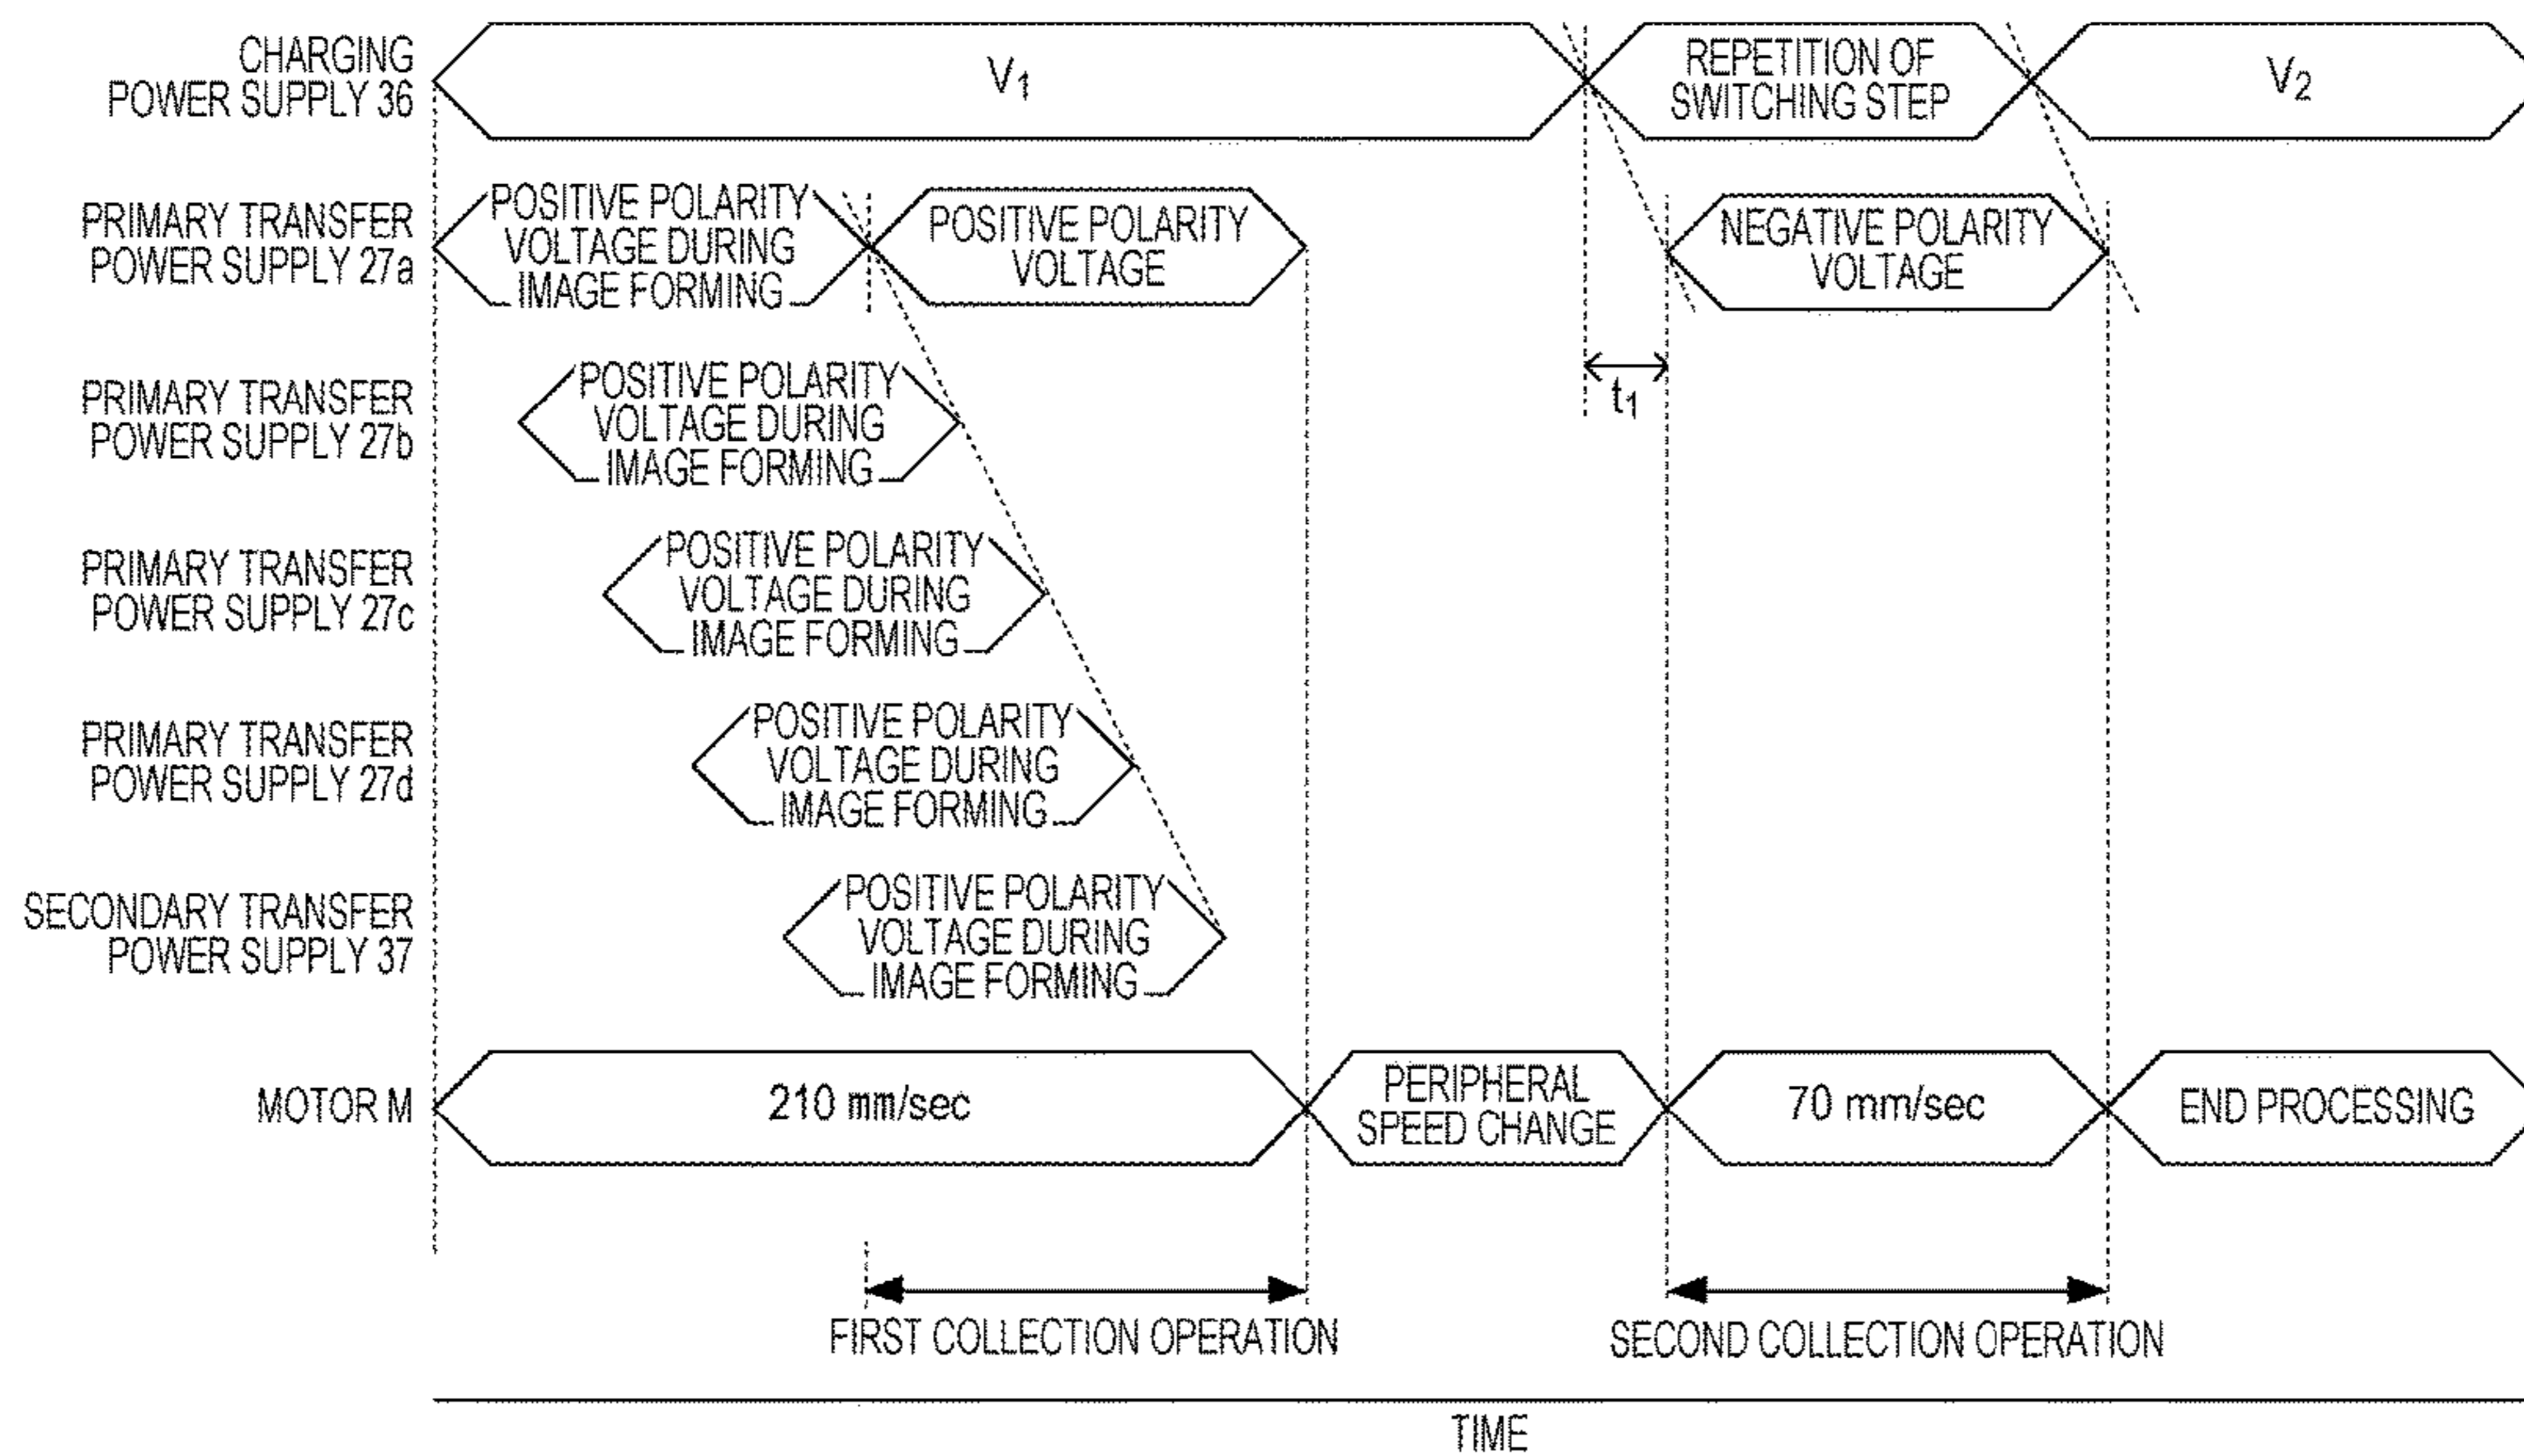 CHARGING
POWER SUPPLY 36
V1
REPETITION OF
SWITCHING STEP
V2
PRIMARY TRANSFER
POWER SUPPLY 27a
POSITIVE POLARITY
VOLTAGE DURING
IMAGE FORMING
POSITIVE POLARITY
VOLTAGE
NEGATIVE POLARITY
VOLTAGE
t1
PRIMARY TRANSFER
POWER SUPPLY 27b
POSITIVE POLARITY
VOLTAGE DURING
IMAGE FORMING
PRIMARY TRANSFER
POWER SUPPLY 27c
POSITIVE POLARITY
VOLTAGE DURING
IMAGE FORMING
PRIMARY TRANSFER
POWER SUPPLY 27d
POSITIVE POLARITY
VOLTAGE DURING
IMAGE FORMING
SECONDARY TRANSFER
POWER SUPPLY 37
POSITIVE POLARITY
VOLTAGE DURING
IMAGE FORMING
MOTOR M
210 mm/sec
PERIPHERAL
SPEED CHANGE
70 mm/sec
END PROCESSING
FIRST COLLECTION OPERATION
SECOND COLLECTION OPERATION
TIME